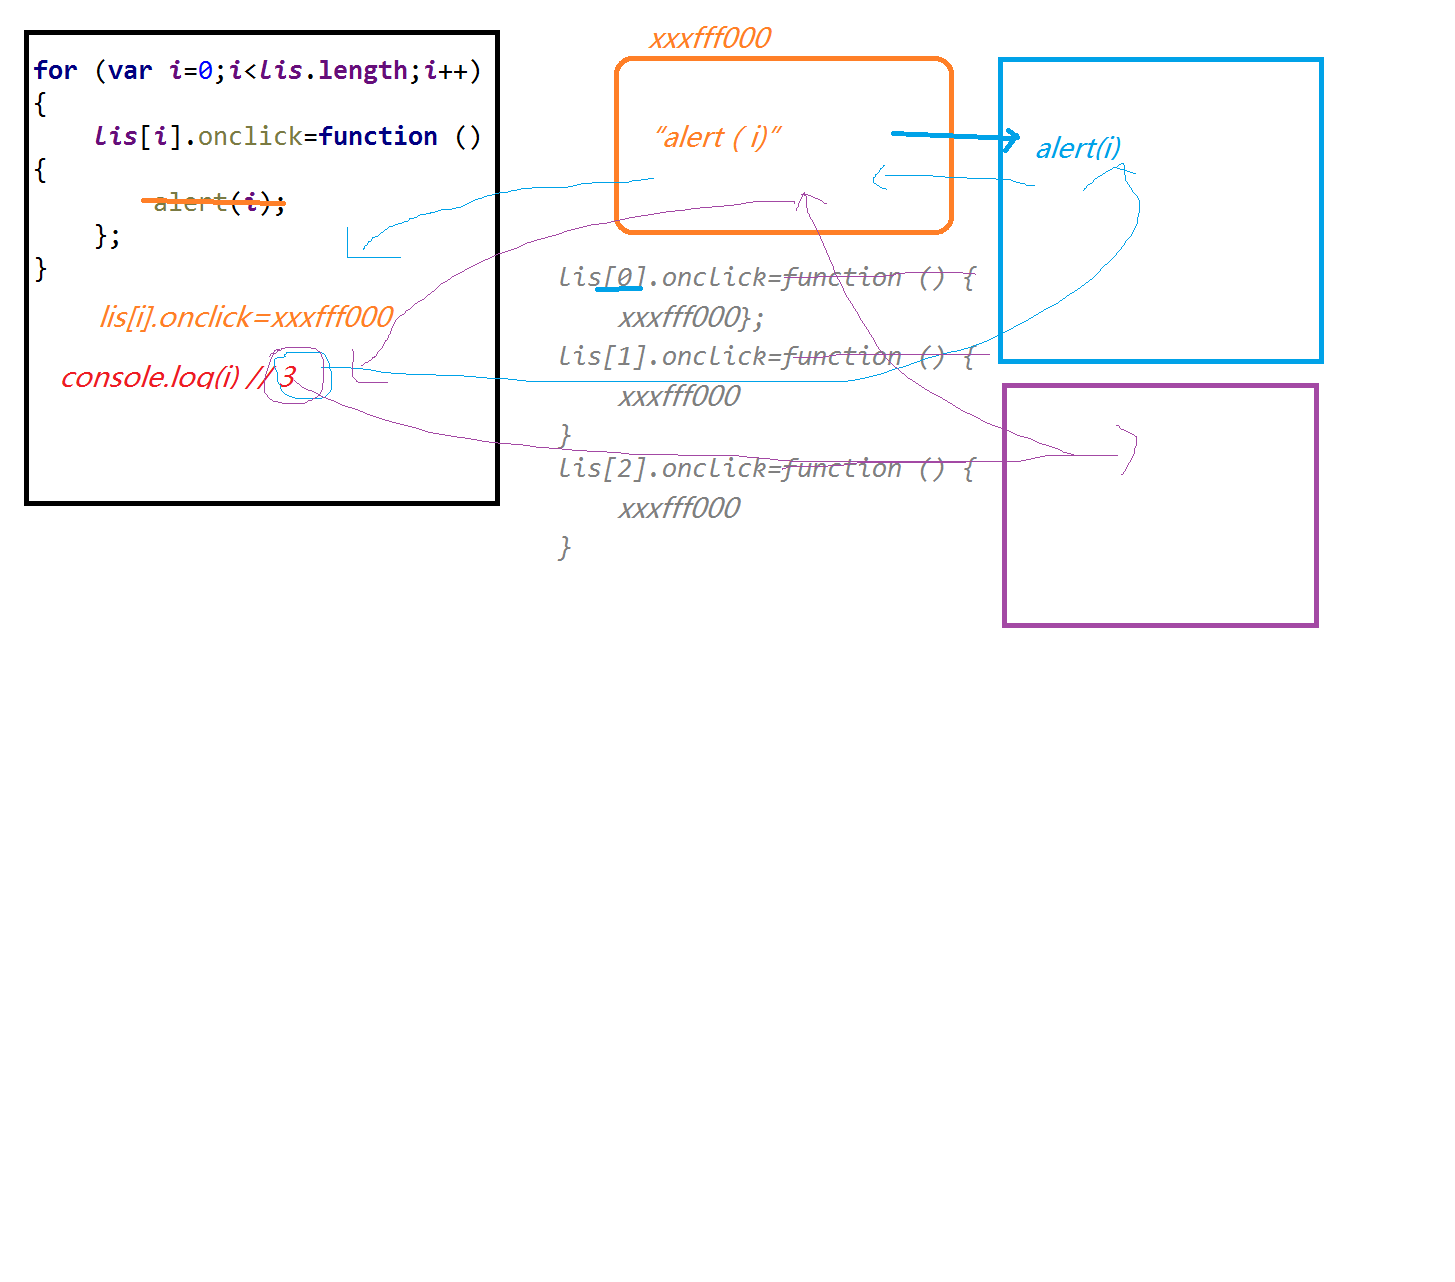 for (var i=0;i<lis.length;i++)
{
    lis[i].onclick=function ()
{
        alert(i);
    };
}
lis[i].onclick=xxxfff000
console.log(i) // 3
xxxfff000
“alert ( i)”
lis[0].onclick=function () {
    xxxfff000};
lis[1].onclick=function () {
    xxxfff000
}
lis[2].onclick=function () {
    xxxfff000
}
alert(i)